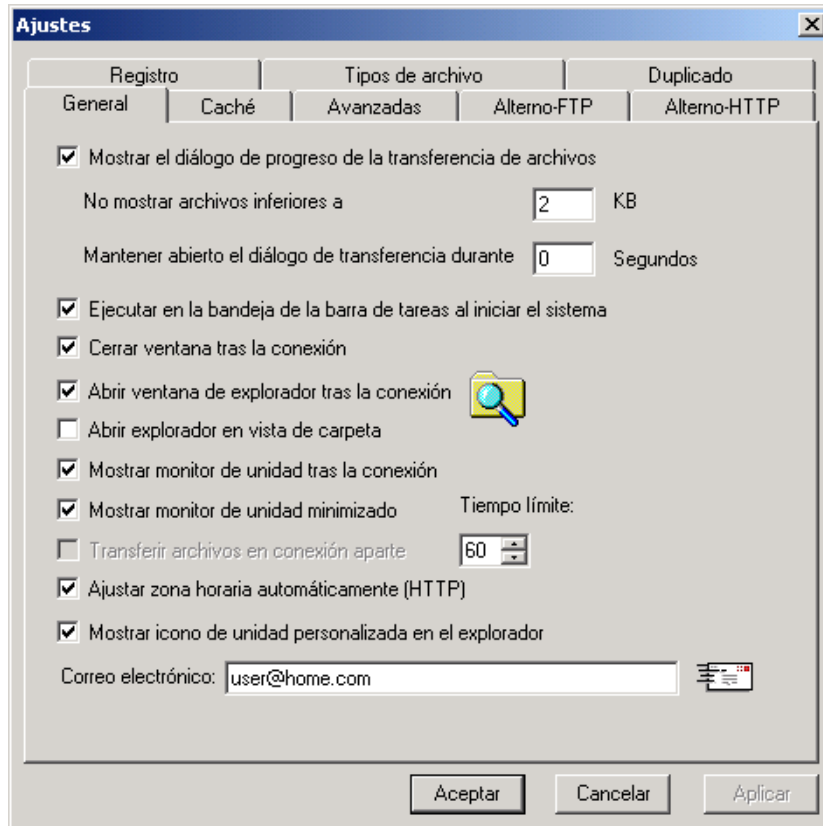 Ajustes
Registro Tipos de archivo Duplicado
General Caché Avanzadas Alterno-FTP Alterno-HTTP
Mostrar el diálogo de progreso de la transferencia de archivos
No mostrar archivos inferiores a 2 KB
Mantener abierto el diálogo de transferencia durante 0 Segundos
Ejecutar en la bandeja de la barra de tareas al iniciar el sistema
Cerrar ventana tras la conexión
Abrir ventana de explorador tras la conexión
Abrir explorador en vista de carpeta
Mostrar monitor de unidad tras la conexión
Mostrar monitor de unidad minimizado Tiempo límite:
Transferir archivos en conexión aparte 60
Ajustar zona horaria automáticamente (HTTP)
Mostrar icono de unidad personalizada en el explorador
Correo electrónico: user@home.com
Aceptar Cancelar Aplicar